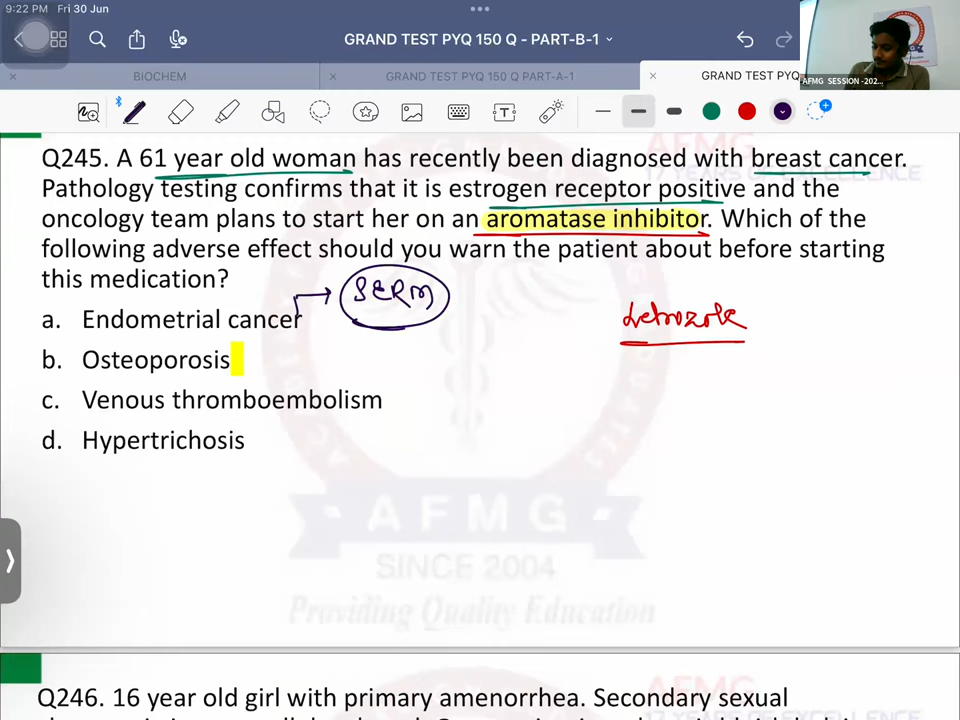 9:22 PM Fri 30 Jun
GRAND TEST PYQ 150 Q - PART-B-1
BIOCHEM
GRAND TEST PYQ 150 Q PART-A-1
GRAND TEST PYQ
AFMG SESSION -202...
AFMG
17 YEARS OF EXCELLENCE
Q245. A 61 year old woman has recently been diagnosed with breast cancer.
Pathology testing confirms that it is estrogen receptor positive and the
oncology team plans to start her on an aromatase inhibitor. Which of the
following adverse effect should you warn the patient about before starting
this medication?
SERM
a. Endometrial cancer
Letrozole
b. Osteoporosis
c. Venous thromboembolism
d. Hypertrichosis
AFMG
SINCE 2004
Providing Quality Education
Q246. 16 year old girl with primary amenorrhea. Secondary sexual